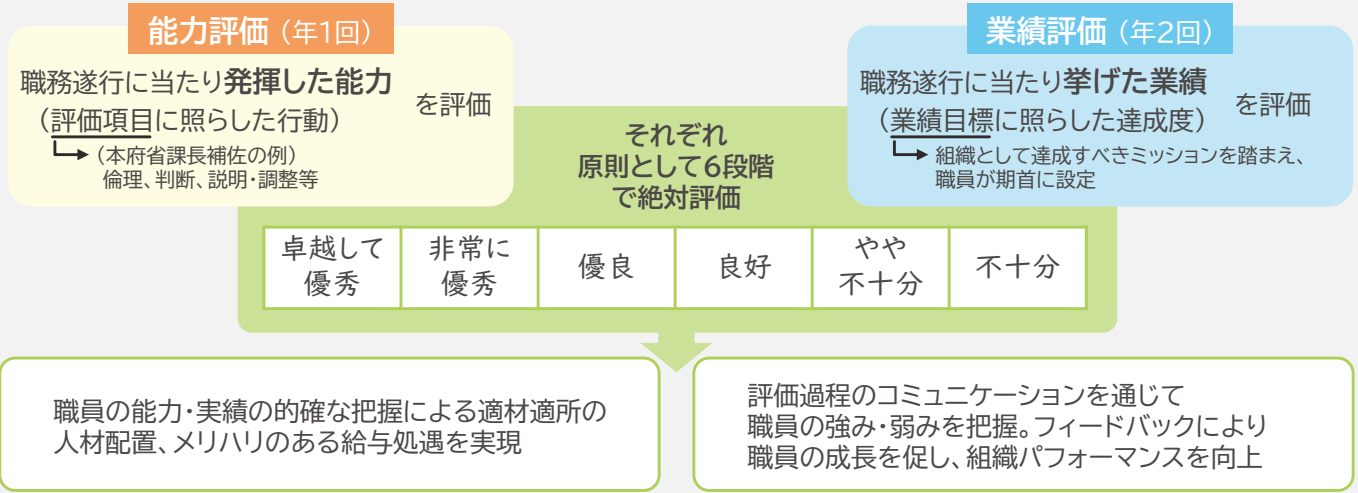 能力評価（年1回）
職務遂行に当たり発揮した能力
（評価項目に照らした行動）
を評価
（本府省課長補佐の例）
倫理、判断、説明・調整等
業績評価（年2回）
職務遂行に当たり挙げた業績
（業績目標に照らした達成度）
を評価
組織として達成すべきミッションを踏まえ、
職員が期首に設定
それぞれ
原則として6段階
で絶対評価
卓越して
優秀
非常に
優秀
優良
良好
やや
不十分
不十分
職員の能力・実績の的確な把握による適材適所の
人材配置、メリハリのある給与処遇を実現
評価過程のコミュニケーションを通じて
職員の強み・弱みを把握。フィードバックにより
職員の成長を促し、組織パフォーマンスを向上